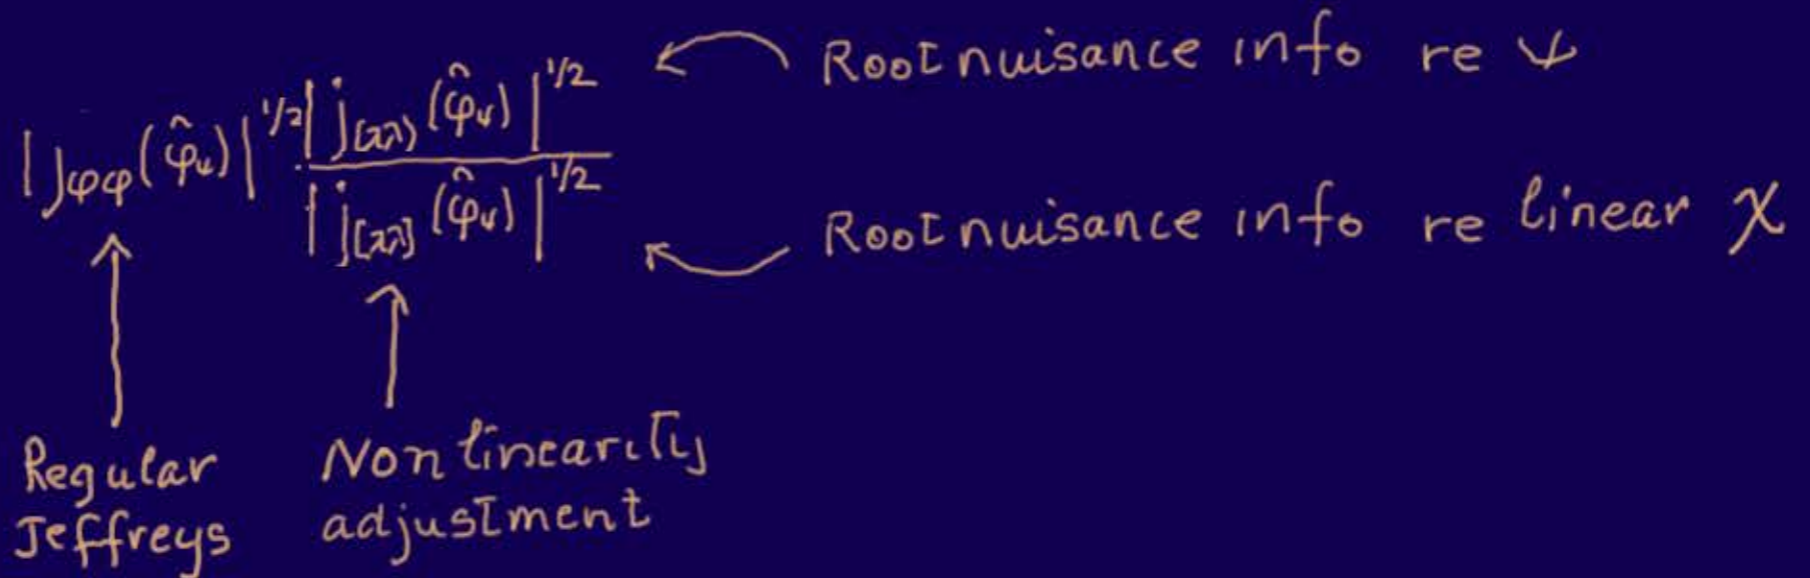 |jφφ(φ̂ψ)|^1/2 |j(λλ)(φ̂ψ)|^1/2 / |j[λλ](φ̂ψ)|^1/2
Root nuisance info re ψ
Root nuisance info re linear χ
Regular
Jeffreys
Nonlinearity
adjustment